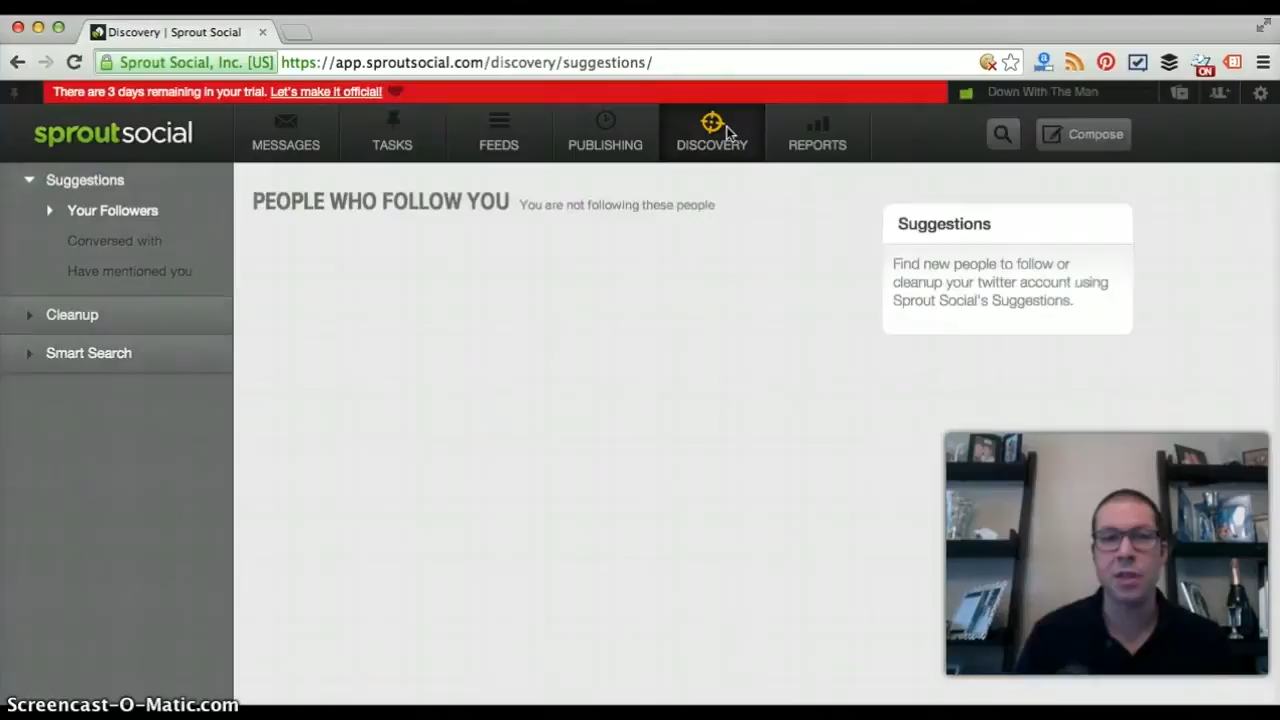 Discovery | Sprout Social
Sprout Social, Inc. [US] https://app.sproutsocial.com/discovery/suggestions/
ON
There are 3 days remaining in your trial. Let's make it official!
Down With The Man
sproutsocial
MESSAGES
TASKS
FEEDS
PUBLISHING
DISCOVERY
REPORTS
Compose
Suggestions
Your Followers
Conversed with
Have mentioned you
Cleanup
Smart Search
PEOPLE WHO FOLLOW YOU You are not following these people
Suggestions
Find new people to follow or
cleanup your twitter account using
Sprout Social's Suggestions.
Screencast-O-Matic.com